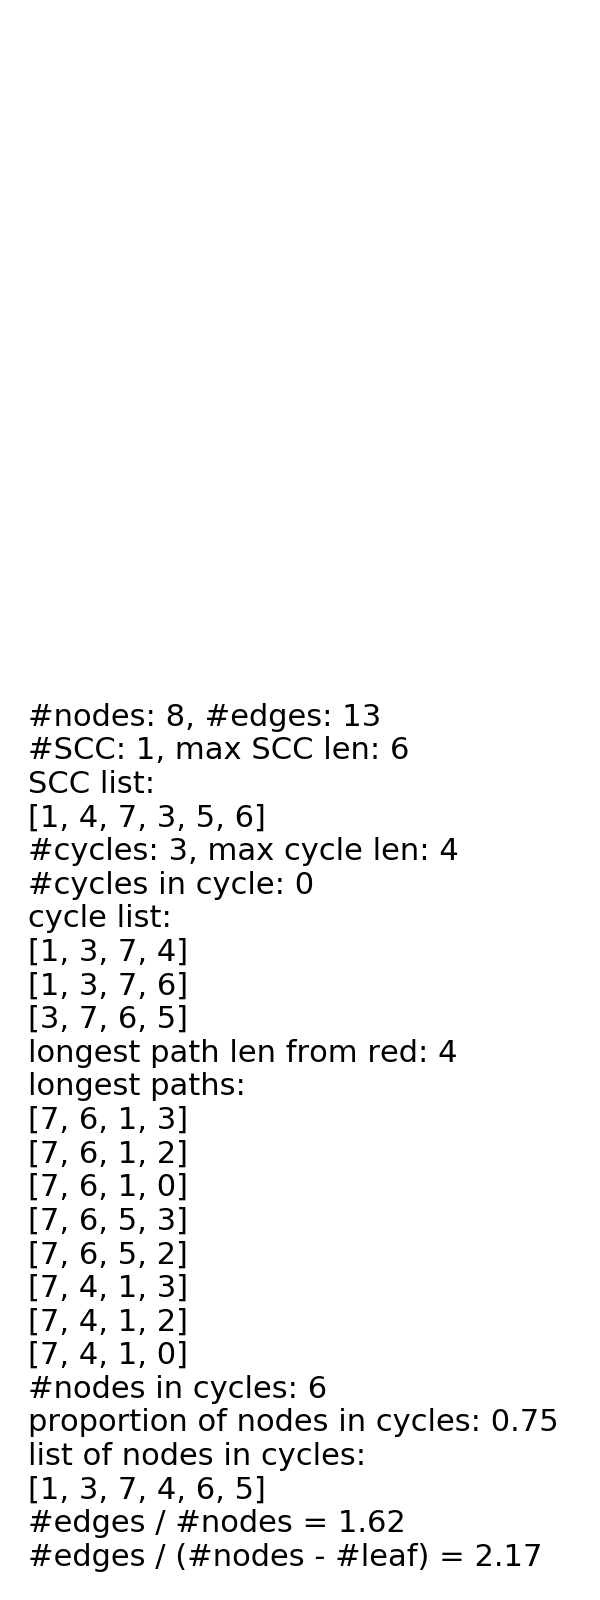 #nodes: 8, #edges: 13
#SCC: 1, max SCC len: 6
SCC list:
[1, 4, 7, 3, 5, 6]
#cycles: 3, max cycle len: 4
#cycles in cycle: 0
cycle list:
[1, 3, 7, 4]
[1, 3, 7, 6]
[3, 7, 6, 5]
longest path len from red: 4
longest paths:
[7, 6, 1, 3]
[7, 6, 1, 2]
[7, 6, 1, 0]
[7, 6, 5, 3]
[7, 6, 5, 2]
[7, 4, 1, 3]
[7, 4, 1, 2]
[7, 4, 1, 0]
#nodes in cycles: 6
proportion of nodes in cycles: 0.75
list of nodes in cycles:
[1, 3, 7, 4, 6, 5]
#edges / #nodes = 1.62
#edges / (#nodes - #leaf) = 2.17